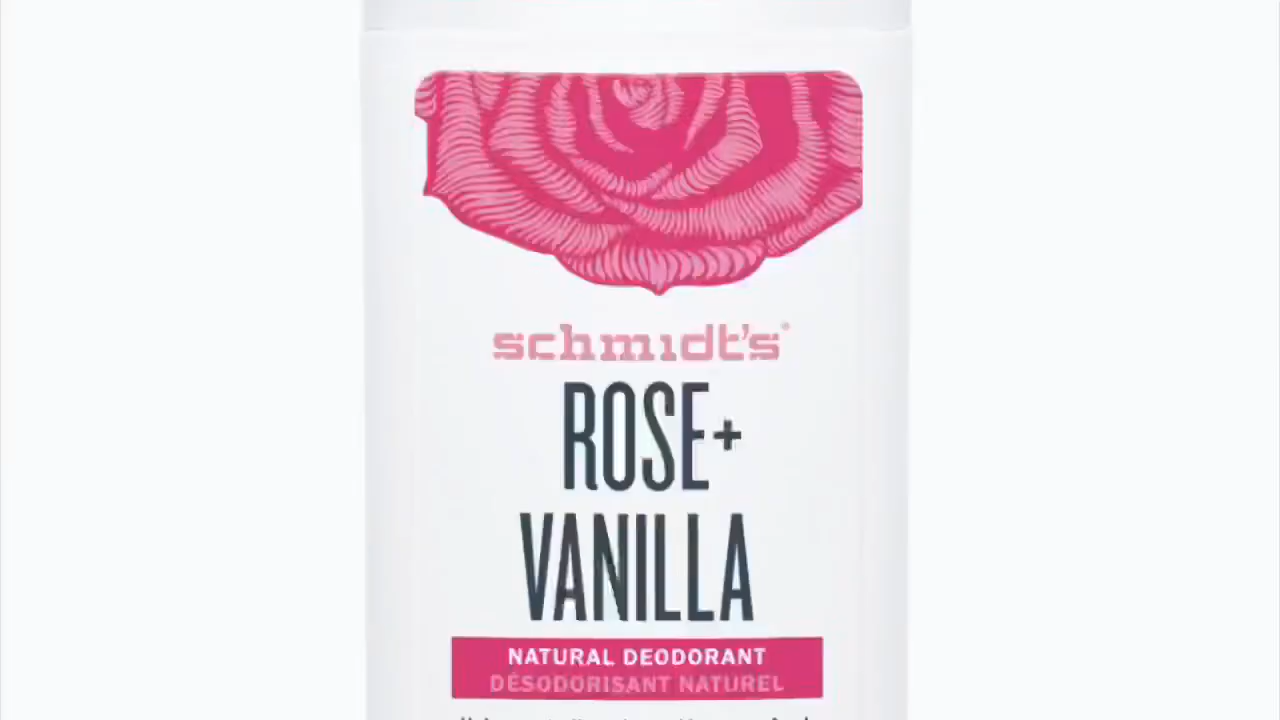 schmidt's®
ROSE+
VANILLA
NATURAL DEODORANT
DÉSODORISANT NATUREL